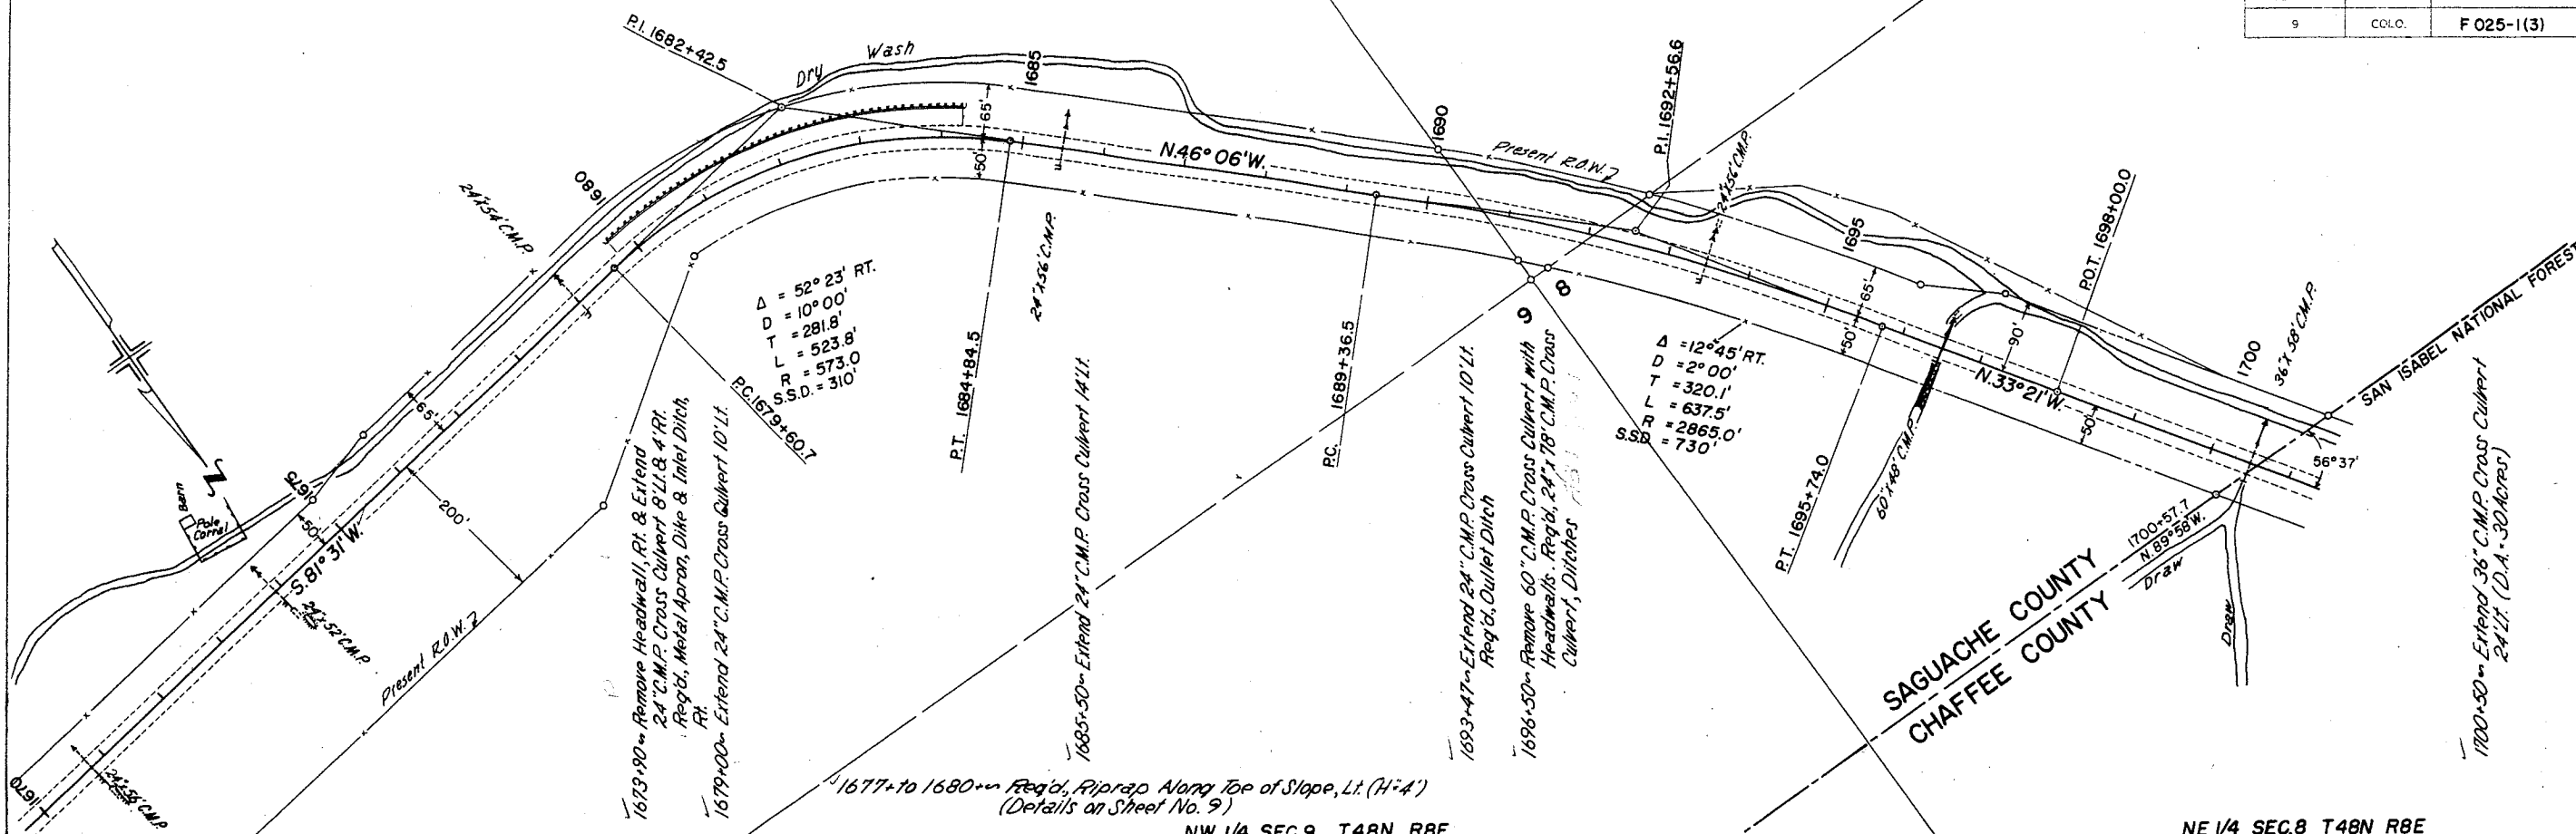 9 COLO. F 025-1(3)
P.I. 1682+42.5
Dry Wash
1685
65'
50'
N.46° 06'W.
1690
Present R.O.W.
P.I. 1692+56.6
24"X56' C.M.P.
1695
65'
50'
90'
P.O.T. 1698+00.0
N.33° 21'W.
50'
1700
36"X 58' C.M.P.
SAN ISABEL NATIONAL FOREST
56° 37'
1680
24"X54' C.M.P.
Δ = 52° 23' RT.
D = 10° 00'
T = 281.8'
L = 523.8'
R = 573.0
S.S.D. = 310'
P.C. 1679+60.7
P.T. 1684+84.5
24"X56' C.M.P.
P.C. 1689+36.5
9
8
Δ =12°45' RT.
D =2° 00'
T = 320.1'
L = 637.5'
R =2865.0'
S.S.D = 730'
P.T. 1695+74.0
60"X48' C.M.P.
Barn
Pole
Corral
1675
65'
50'
200'
S.81° 31'W.
24"X52' C.M.P.
Present R.O.W.
1670
24"X56' C.M.P.
1673+90 Remove Headwall, Rt. & Extend
24" C.M.P. Cross Culvert 8' Lt. & 4' Rt.
Req'd, Metal Apron, Dike & Inlet Ditch,
Rt.
1679+00 Extend 24" C.M.P. Cross Culvert 10' Lt.
1685+50 Extend 24" C.M.P. Cross Culvert 14' Lt.
1693+47 Extend 24" C.M.P. Cross Culvert 10' Lt.
Req'd, Outlet Ditch
1696+50 Remove 60" C.M.P. Cross Culvert with
Headwalls. Req'd, 24" x 78' C.M.P. Cross
Culvert, Ditches
1677+ to 1680+ Req'd, Riprap Along Toe of Slope, Lt. (H=4')
(Details on Sheet No. 9)
SAGUACHE COUNTY
CHAFFEE COUNTY
1700+57.7
N.89°58'W.
Draw
Draw
1700+50 Extend 36" C.M.P. Cross Culvert
24' Lt. (D.A.=30 Acres)
NW 1/4 SEC.9 T48N R8E
NE 1/4 SEC.8 T48N R8E